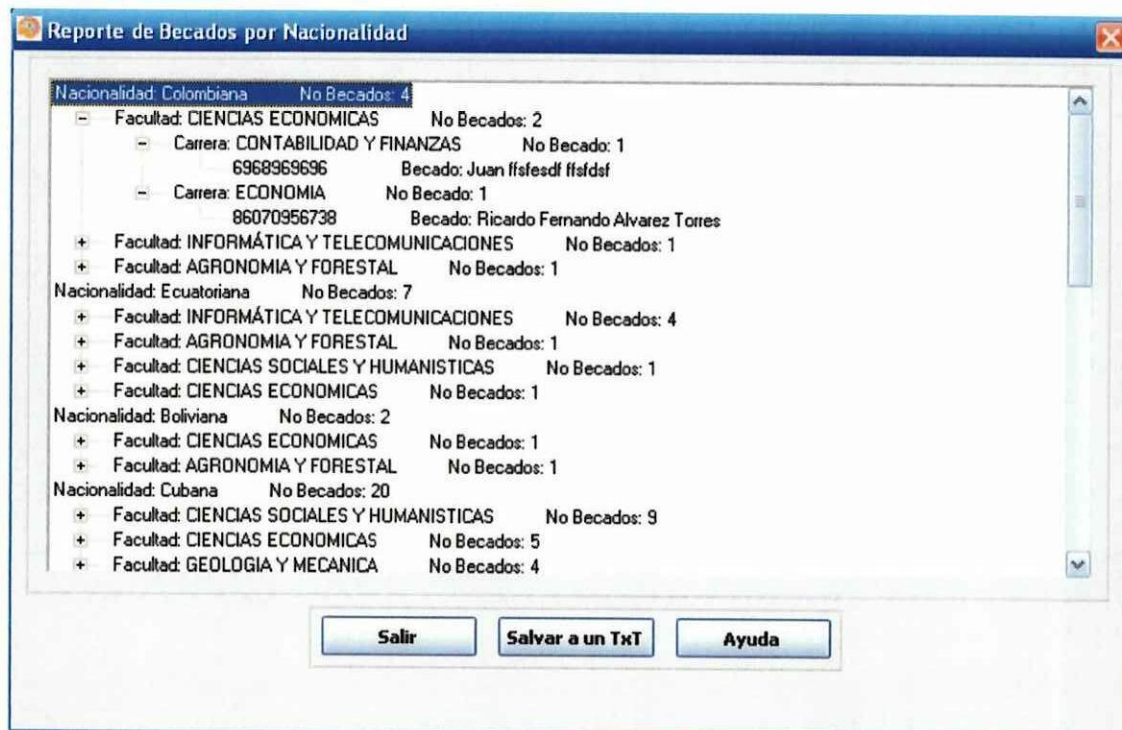 Reporte de Becados por Nacionalidad
Nacionalidad: Colombiana No Becados: 4
Facultad: CIENCIAS ECONOMICAS No Becados: 2
Carrera: CONTABILIDAD Y FINANZAS No Becado: 1
6968969696 Becado: Juan ffsfesdf ffsfdsf
Carrera: ECONOMIA No Becado: 1
86070956738 Becado: Ricardo Fernando Alvarez Torres
Facultad: INFORMÁTICA Y TELECOMUNICACIONES No Becados: 1
Facultad: AGRONOMIA Y FORESTAL No Becados: 1
Nacionalidad: Ecuatoriana No Becados: 7
Facultad: INFORMÁTICA Y TELECOMUNICACIONES No Becados: 4
Facultad: AGRONOMIA Y FORESTAL No Becados: 1
Facultad: CIENCIAS SOCIALES Y HUMANISTICAS No Becados: 1
Facultad: CIENCIAS ECONOMICAS No Becados: 1
Nacionalidad: Boliviana No Becados: 2
Facultad: CIENCIAS ECONOMICAS No Becados: 1
Facultad: AGRONOMIA Y FORESTAL No Becados: 1
Nacionalidad: Cubana No Becados: 20
Facultad: CIENCIAS SOCIALES Y HUMANISTICAS No Becados: 9
Facultad: CIENCIAS ECONOMICAS No Becados: 5
Facultad: GEOLOGIA Y MECANICA No Becados: 4
Salir Salvar a un TxT Ayuda